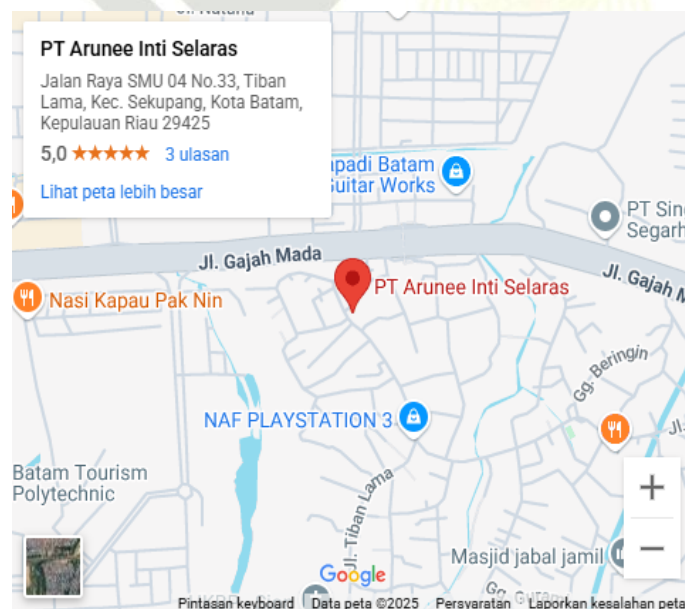 PT Arunee Inti Selaras
Jalan Raya SMU 04 No.33, Tiban
Lama, Kec. Sekupang, Kota Batam,
Kepulauan Riau 29425
5,0 ★★★★★ 3 ulasan
Lihat peta lebih besar
Batam
Works
PT
Jl. Gajah Mada
Jl. Gajah
PT Arunee Inti Selaras
Nasi Kapau Pak Nin
Gg. Beringin
NAF PLAYSTATION 3
Jl.
Batam Tourism
Polytechnic
Jl. Tiban Lama
+
Masjid jabal jamil
−
Google
Pintasan keyboard
Data peta ©2025
Persyaratan
Laporkan kesalahan peta